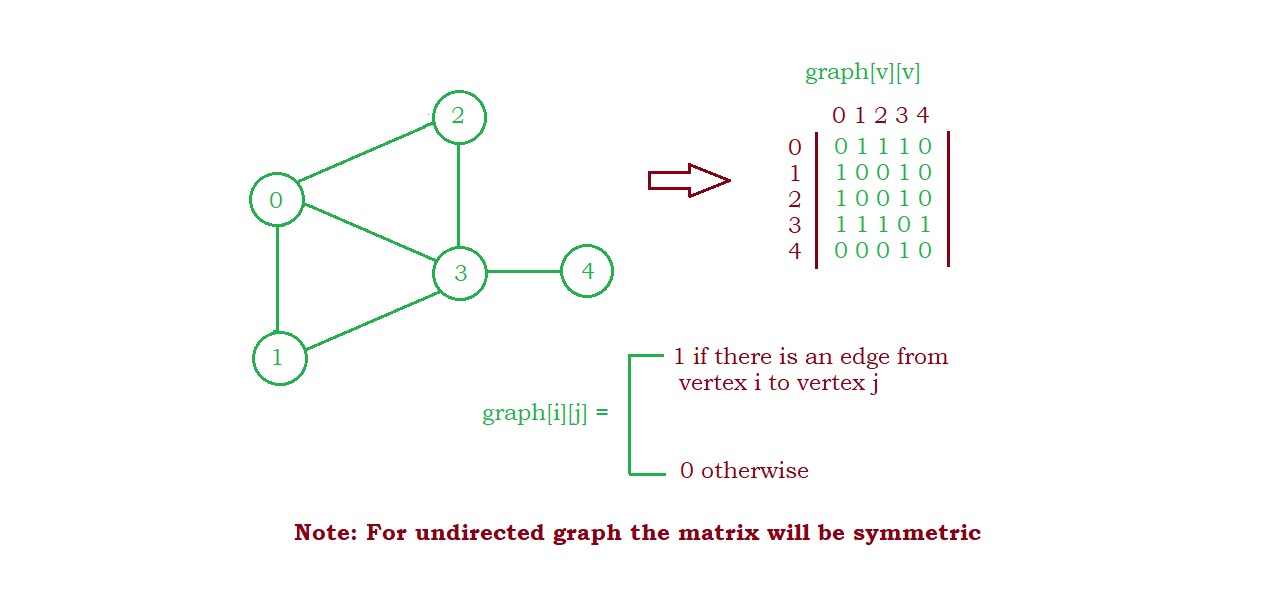 graph[v][v]
0 1 2 3 4
0 0 1 1 1 0
1 1 0 0 1 0
2 1 0 0 1 0
3 1 1 1 0 1
4 0 0 0 1 0
2
0
3
4
1
1 if there is an edge from
vertex i to vertex j
graph[i][j] =
0 otherwise
Note: For undirected graph the matrix will be symmetric